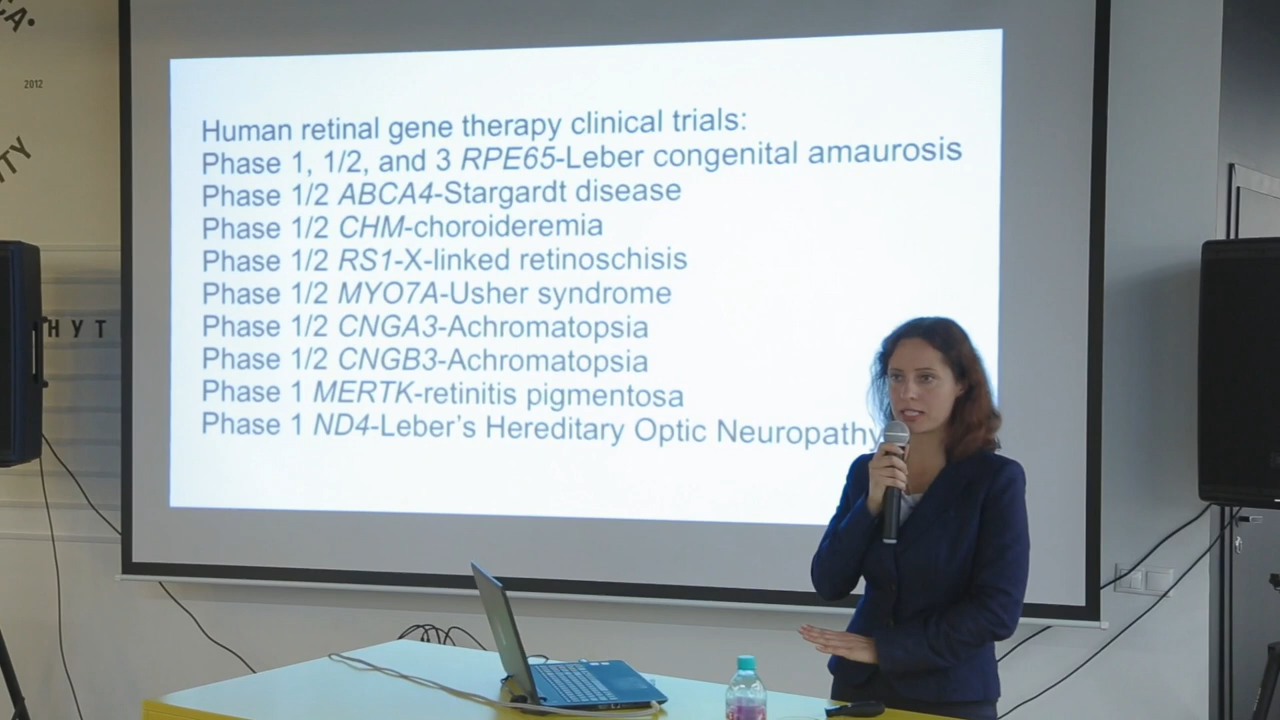 CA.
2012
ITY
HYT
Human retinal gene therapy clinical trials:
Phase 1, 1/2, and 3 RPE65-Leber congenital amaurosis
Phase 1/2 ABCA4-Stargardt disease
Phase 1/2 CHM-choroideremia
Phase 1/2 RS1-X-linked retinoschisis
Phase 1/2 MYO7A-Usher syndrome
Phase 1/2 CNGA3-Achromatopsia
Phase 1/2 CNGB3-Achromatopsia
Phase 1 MERTK-retinitis pigmentosa
Phase 1 ND4-Leber's Hereditary Optic Neuropathy